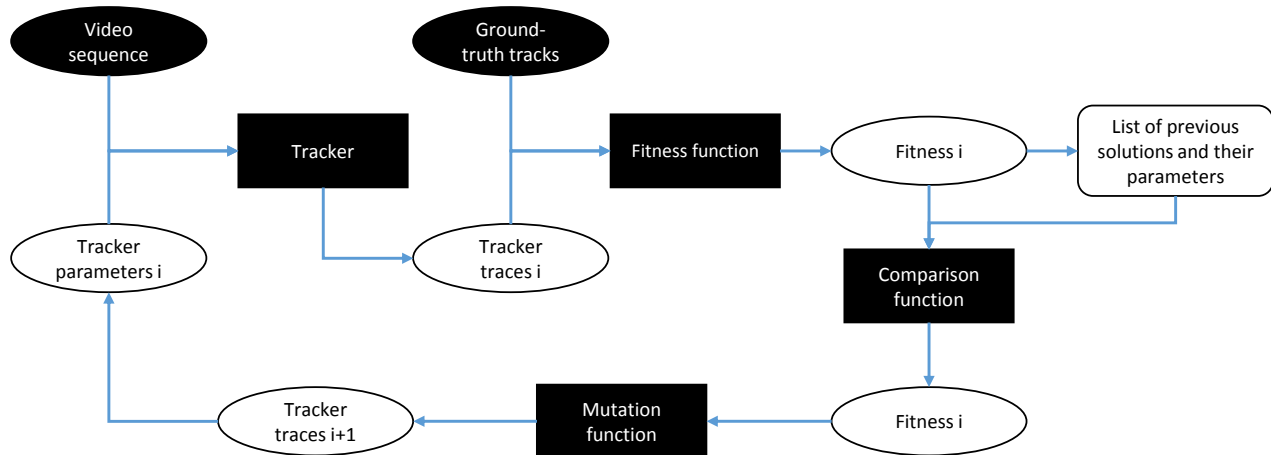 Video
sequence
Ground-
truth tracks
Tracker
Fitness function
Fitness i
List of previous
solutions and their
parameters
Tracker
parameters i
Tracker
traces i
Comparison
function
Tracker
traces i+1
Mutation
function
Fitness i